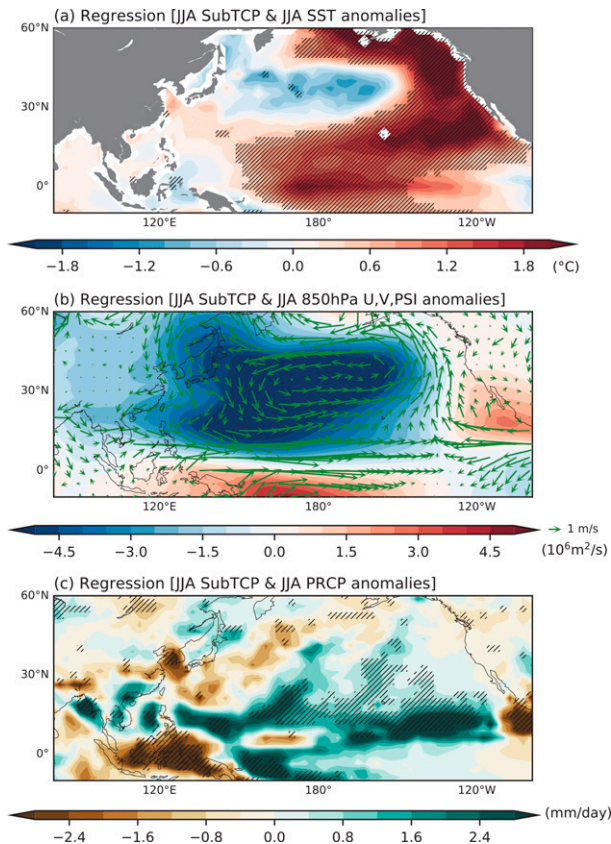 (a) Regression [JJA SubTCP & JJA SST anomalies]
60°N
30°N
0°
120°E 180° 120°W
−1.8 −1.2 −0.6 0.0 0.6 1.2 1.8 (°C)
(b) Regression [JJA SubTCP & JJA 850hPa U,V,PSI anomalies]
60°N
30°N
0°
120°E 180° 120°W
1 m/s
−4.5 −3.0 −1.5 0.0 1.5 3.0 4.5 (10⁶m²/s)
(c) Regression [JJA SubTCP & JJA PRCP anomalies]
60°N
30°N
0°
120°E 180° 120°W
−2.4 −1.6 −0.8 0.0 0.8 1.6 2.4 (mm/day)